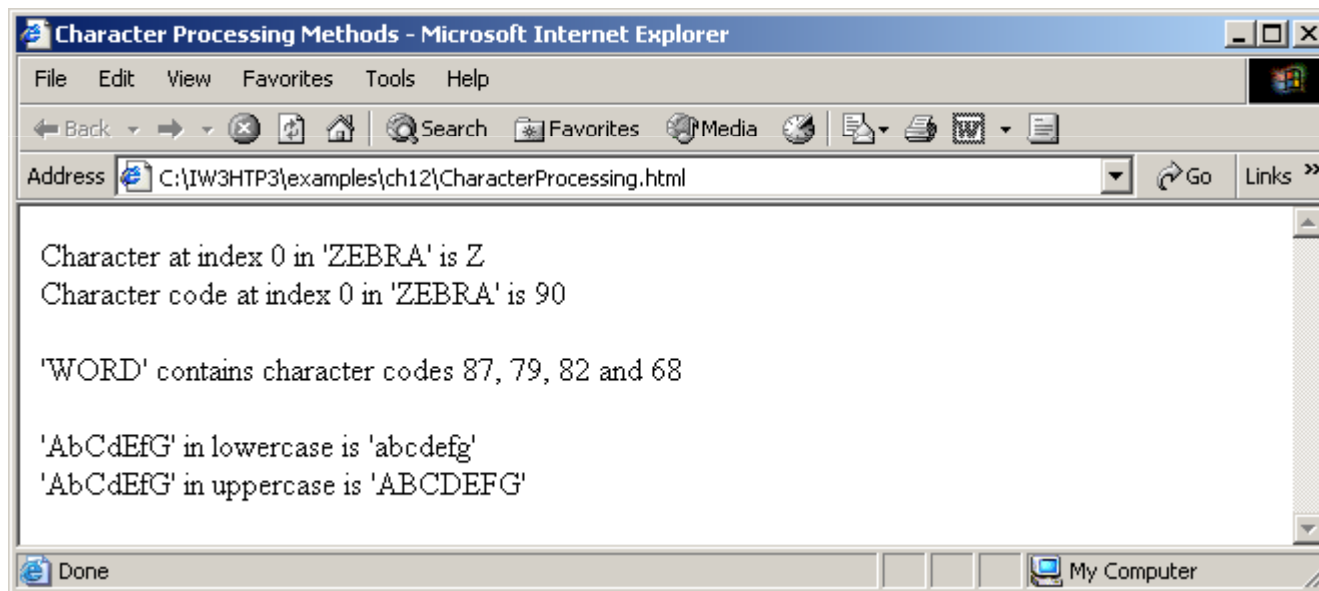 Character Processing Methods - Microsoft Internet Explorer
File Edit View Favorites Tools Help
Back Search Favorites Media
Address C:\IW3HTP3\examples\ch12\CharacterProcessing.html Go Links »
Character at index 0 in 'ZEBRA' is Z
Character code at index 0 in 'ZEBRA' is 90
'WORD' contains character codes 87, 79, 82 and 68
'AbCdEfG' in lowercase is 'abcdefg'
'AbCdEfG' in uppercase is 'ABCDEFG'
Done My Computer